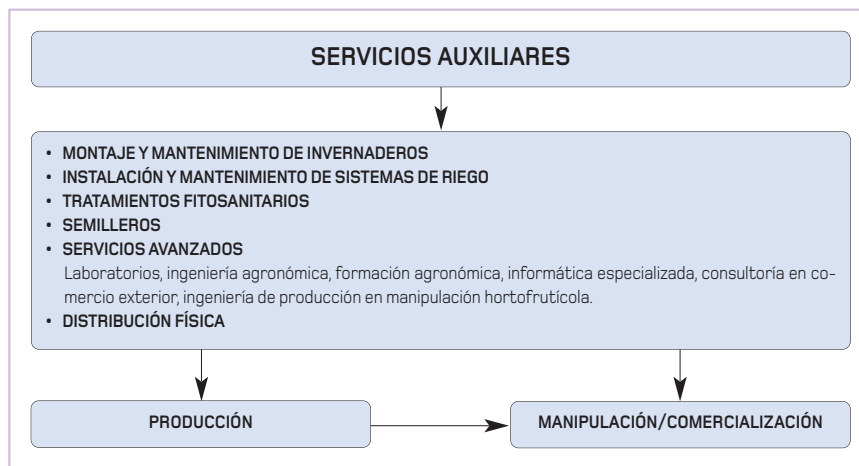 SERVICIOS AUXILIARES
• MONTAJE Y MANTENIMIENTO DE INVERNADEROS
• INSTALACIÓN Y MANTENIMIENTO DE SISTEMAS DE RIEGO
• TRATAMIENTOS FITOSANITARIOS
• SEMILLEROS
• SERVICIOS AVANZADOS
Laboratorios, ingeniería agronómica, formación agronómica, informática especializada, consultoría en co-
mercio exterior, ingeniería de producción en manipulación hortofrutícola.
• DISTRIBUCIÓN FÍSICA
PRODUCCIÓN
MANIPULACIÓN/COMERCIALIZACIÓN